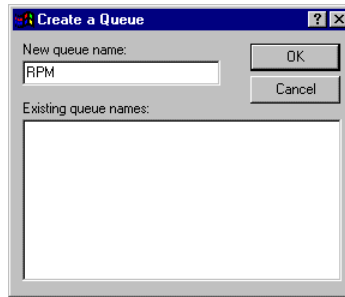 Create a Queue
New queue name:
OK
RPM
Cancel
Existing queue names: